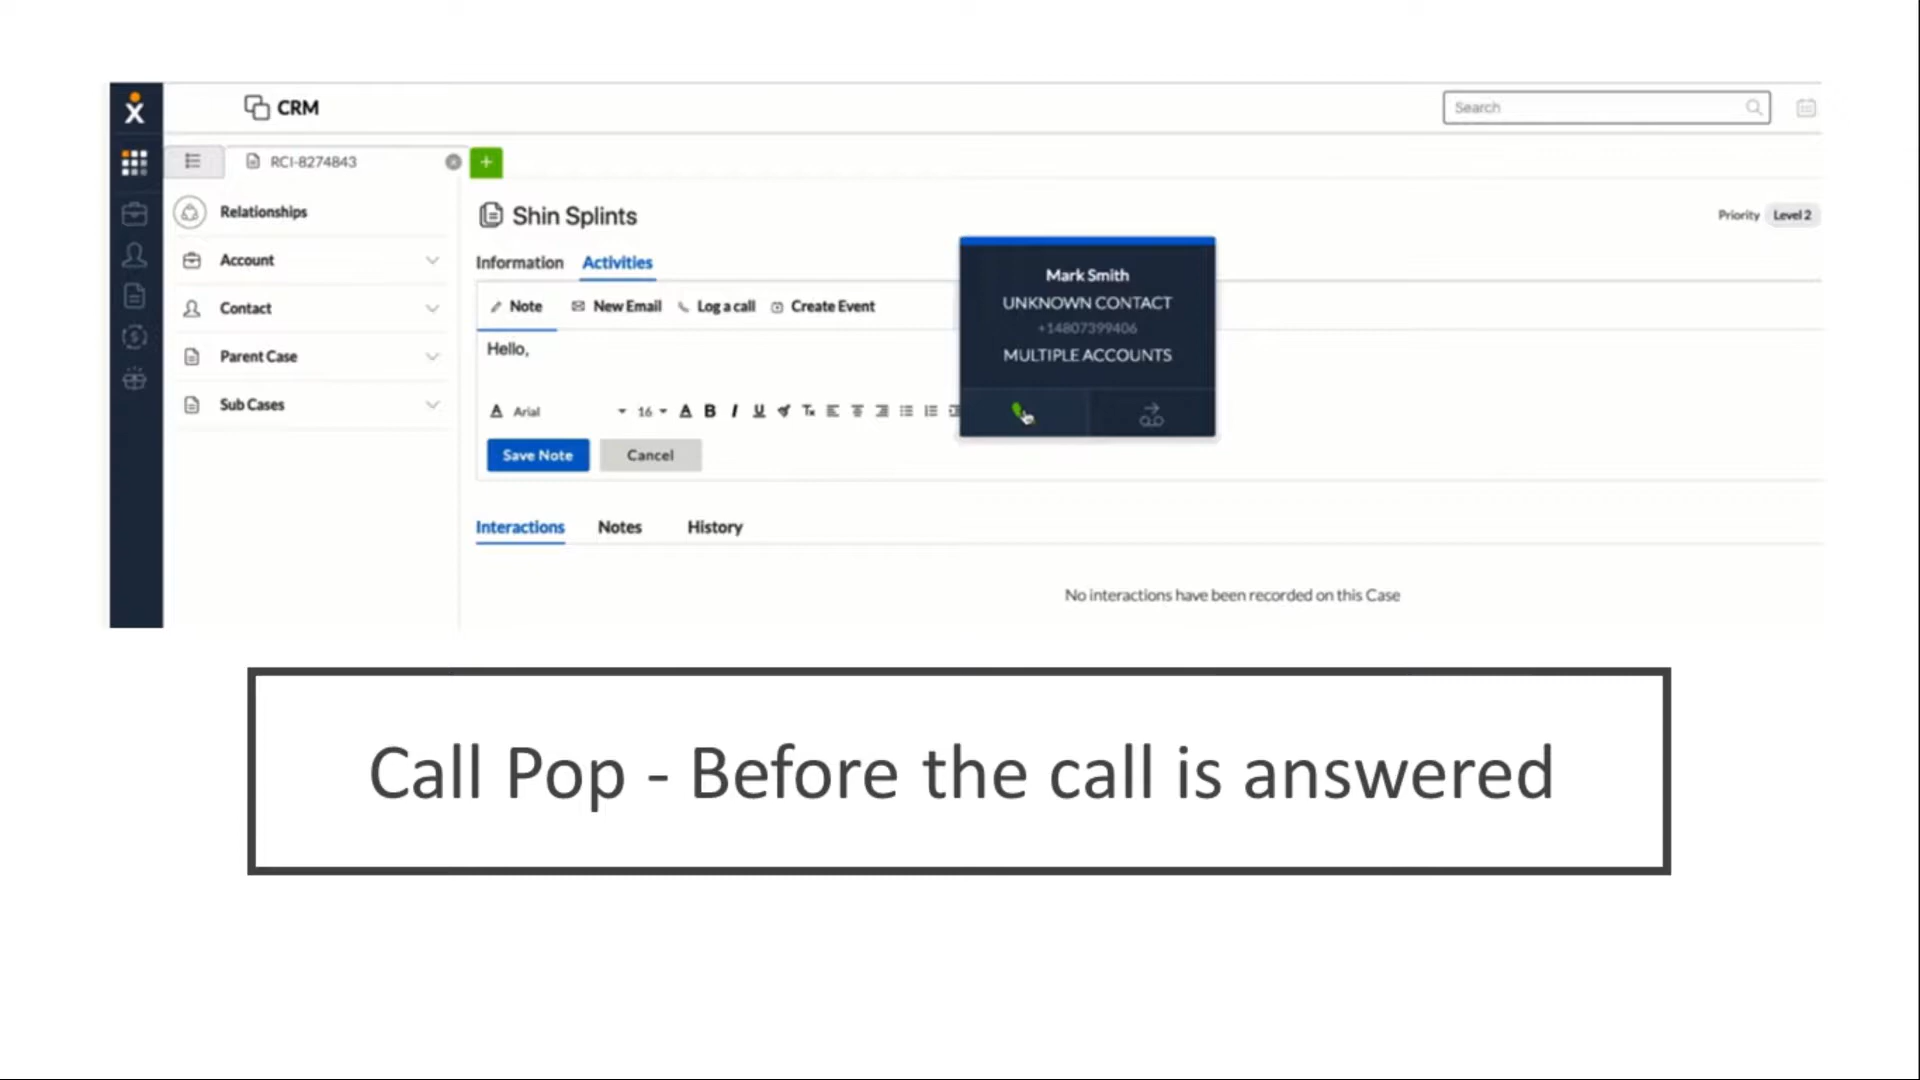 CRM
Search
RCI-8274843
+
Relationships
Account
Contact
Parent Case
Sub Cases
Shin Splints
Priority Level 2
Information Activities
Note New Email Log a call Create Event
Hello,
A Arial 16 A B I U Tx
Save Note Cancel
Mark Smith
UNKNOWN CONTACT
+14807399406
MULTIPLE ACCOUNTS
Interactions Notes History
No interactions have been recorded on this Case
Call Pop - Before the call is answered